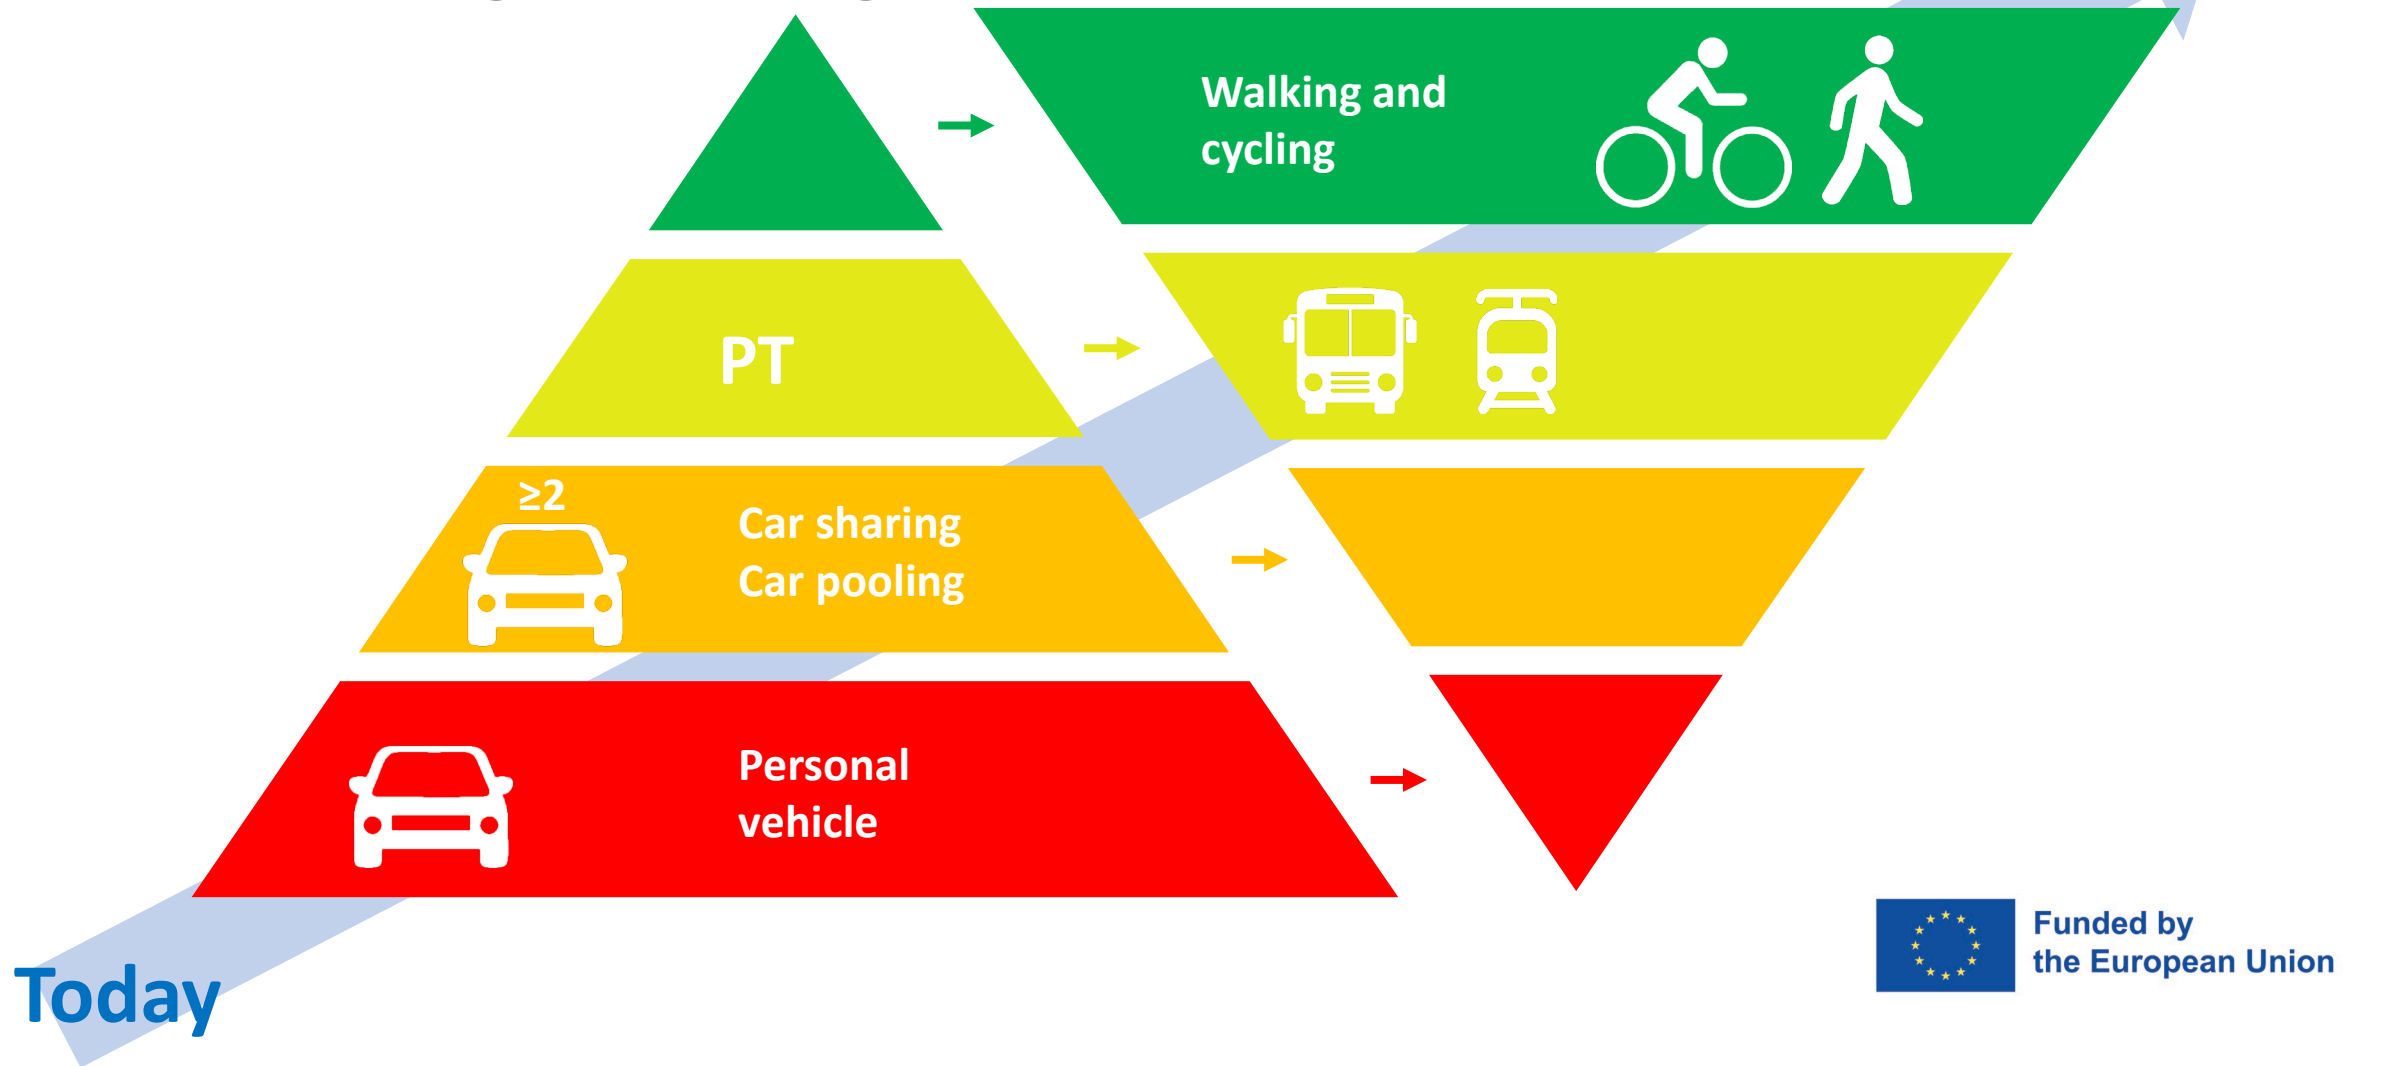 Walking and
cycling
PT
≥2
Car sharing
Car pooling
Personal
vehicle
Today
Funded by
the European Union